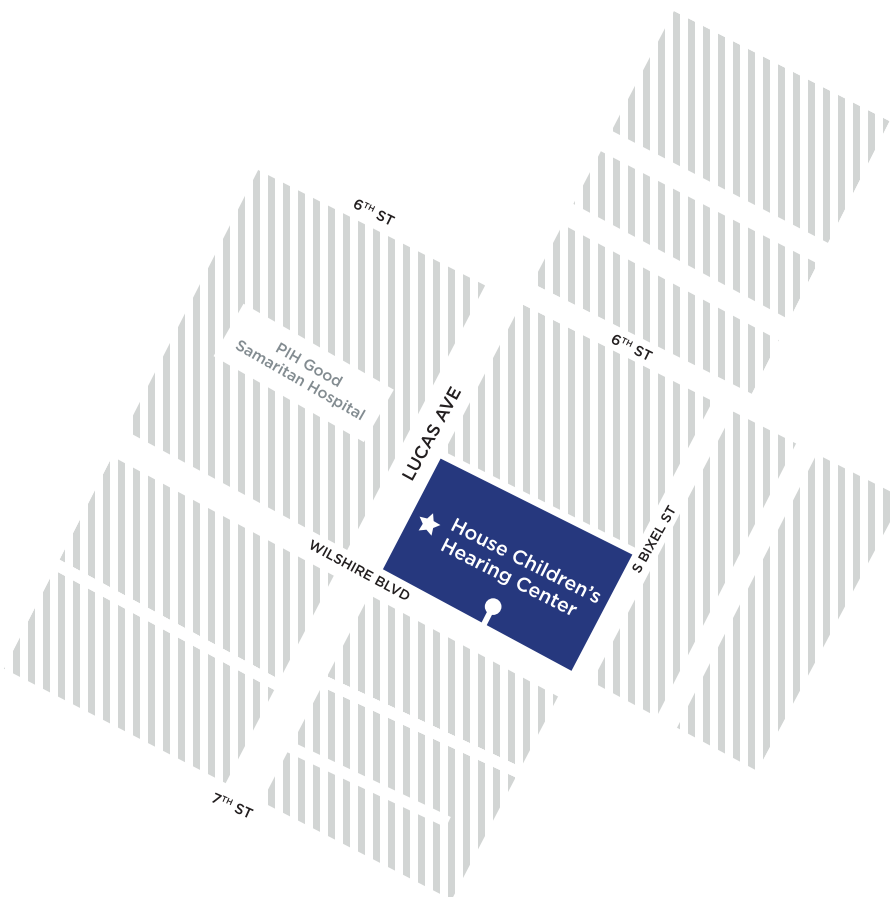 6TH ST
6TH ST
PIH Good
Samaritan Hospital
LUCAS AVE
House Children’s
Hearing Center
S BIXEL ST
WILSHIRE BLVD
7TH ST